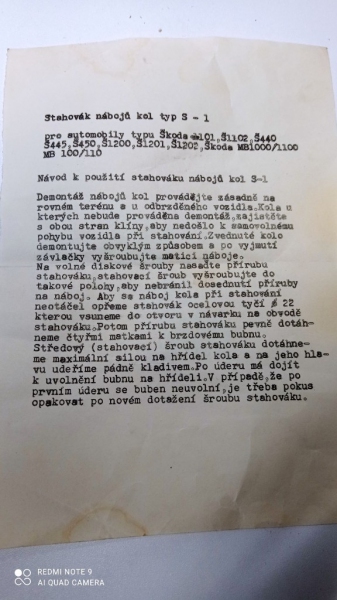 Stahovák nábojů kol typ S - 1
pro automobily typu Škoda 1101,Š1102,Š440
Š445,Š450,Š1200,Š1201,Š1202,Škoda MB1000/1100
MB 100/110
Návod k použití stahováku nábojů kol S-1
Demontáž nábojů kol provádějte zásadně na
rovném terénu a u odbrzděného vozidla.Kola u
kterých nebude prováděna demontáž,zajistěte
s obou stran klíny,aby nedošlo k samovolnému
pohybu vozidla při stahování.Zvednuté kolo
demontujte obvyklým způsobem a po vyjmutí
závlačky vyšroubujte matici náboje.
Na volné diskové šrouby nasaďte přírubu
stahováku.stahovací šroub vyšroubujte do
takové polohy,aby nebránil dosednutí příruby
na náboj. Aby se náboj kola při stahování
neotáčel opřeme stahovák ocelovou tyčí ø 22
kterou vsuneme do otvoru v návarku na obvodě
stahováku.Potom přírubu stahováku pevně dotáh-
neme čtyřmi matkami k brzdovému bubnu.
Středový (stahovací) šroub stahováku dotáhne-
me maximální silou na hřídel kola a na jeho hla-
vu udeříme pádně kladivem.Po úderu má dojít
k uvolnění bubnu na hřídeli.V případě,že po
prvním úderu se buben neuvolní,je třeba pokus
opakovat po novém dotažení šroubu stahováku.
REDMI NOTE 9
AI QUAD CAMERA